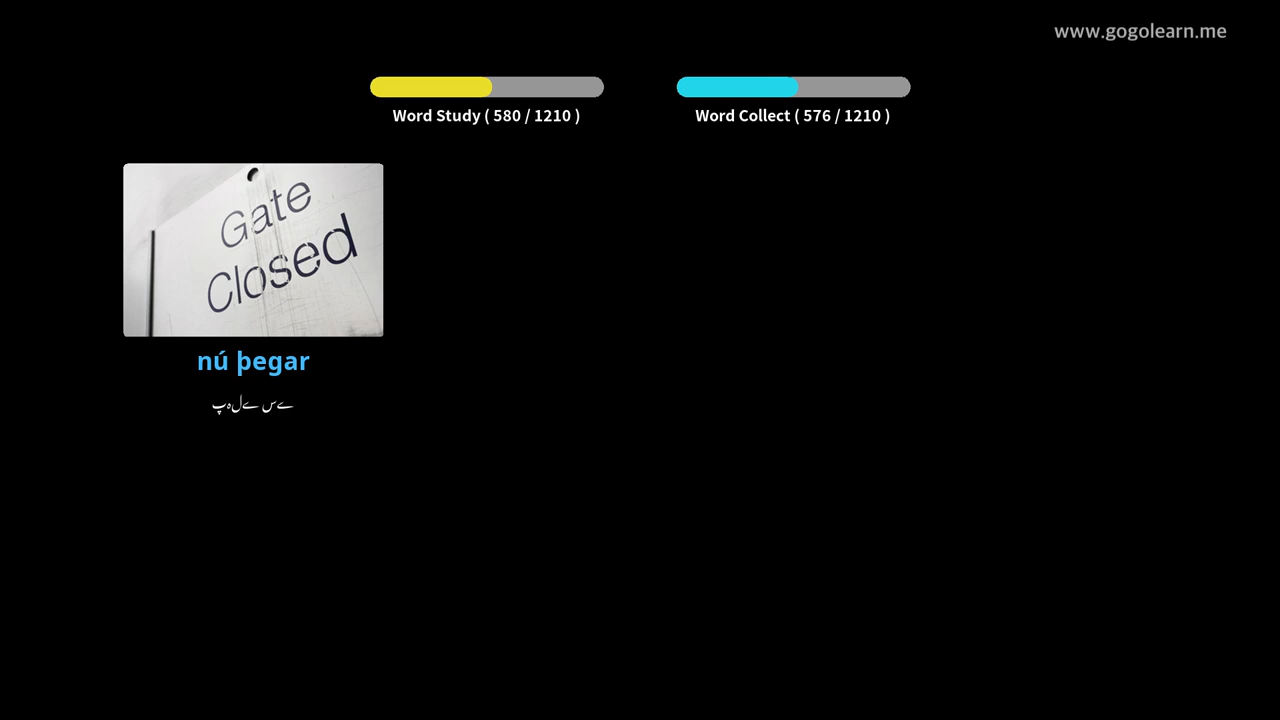 www.gogolearn.me
Word Study ( 580 / 1210 )
Word Collect ( 576 / 1210 )
Gate
Closed
nú þegar
پہلے سے